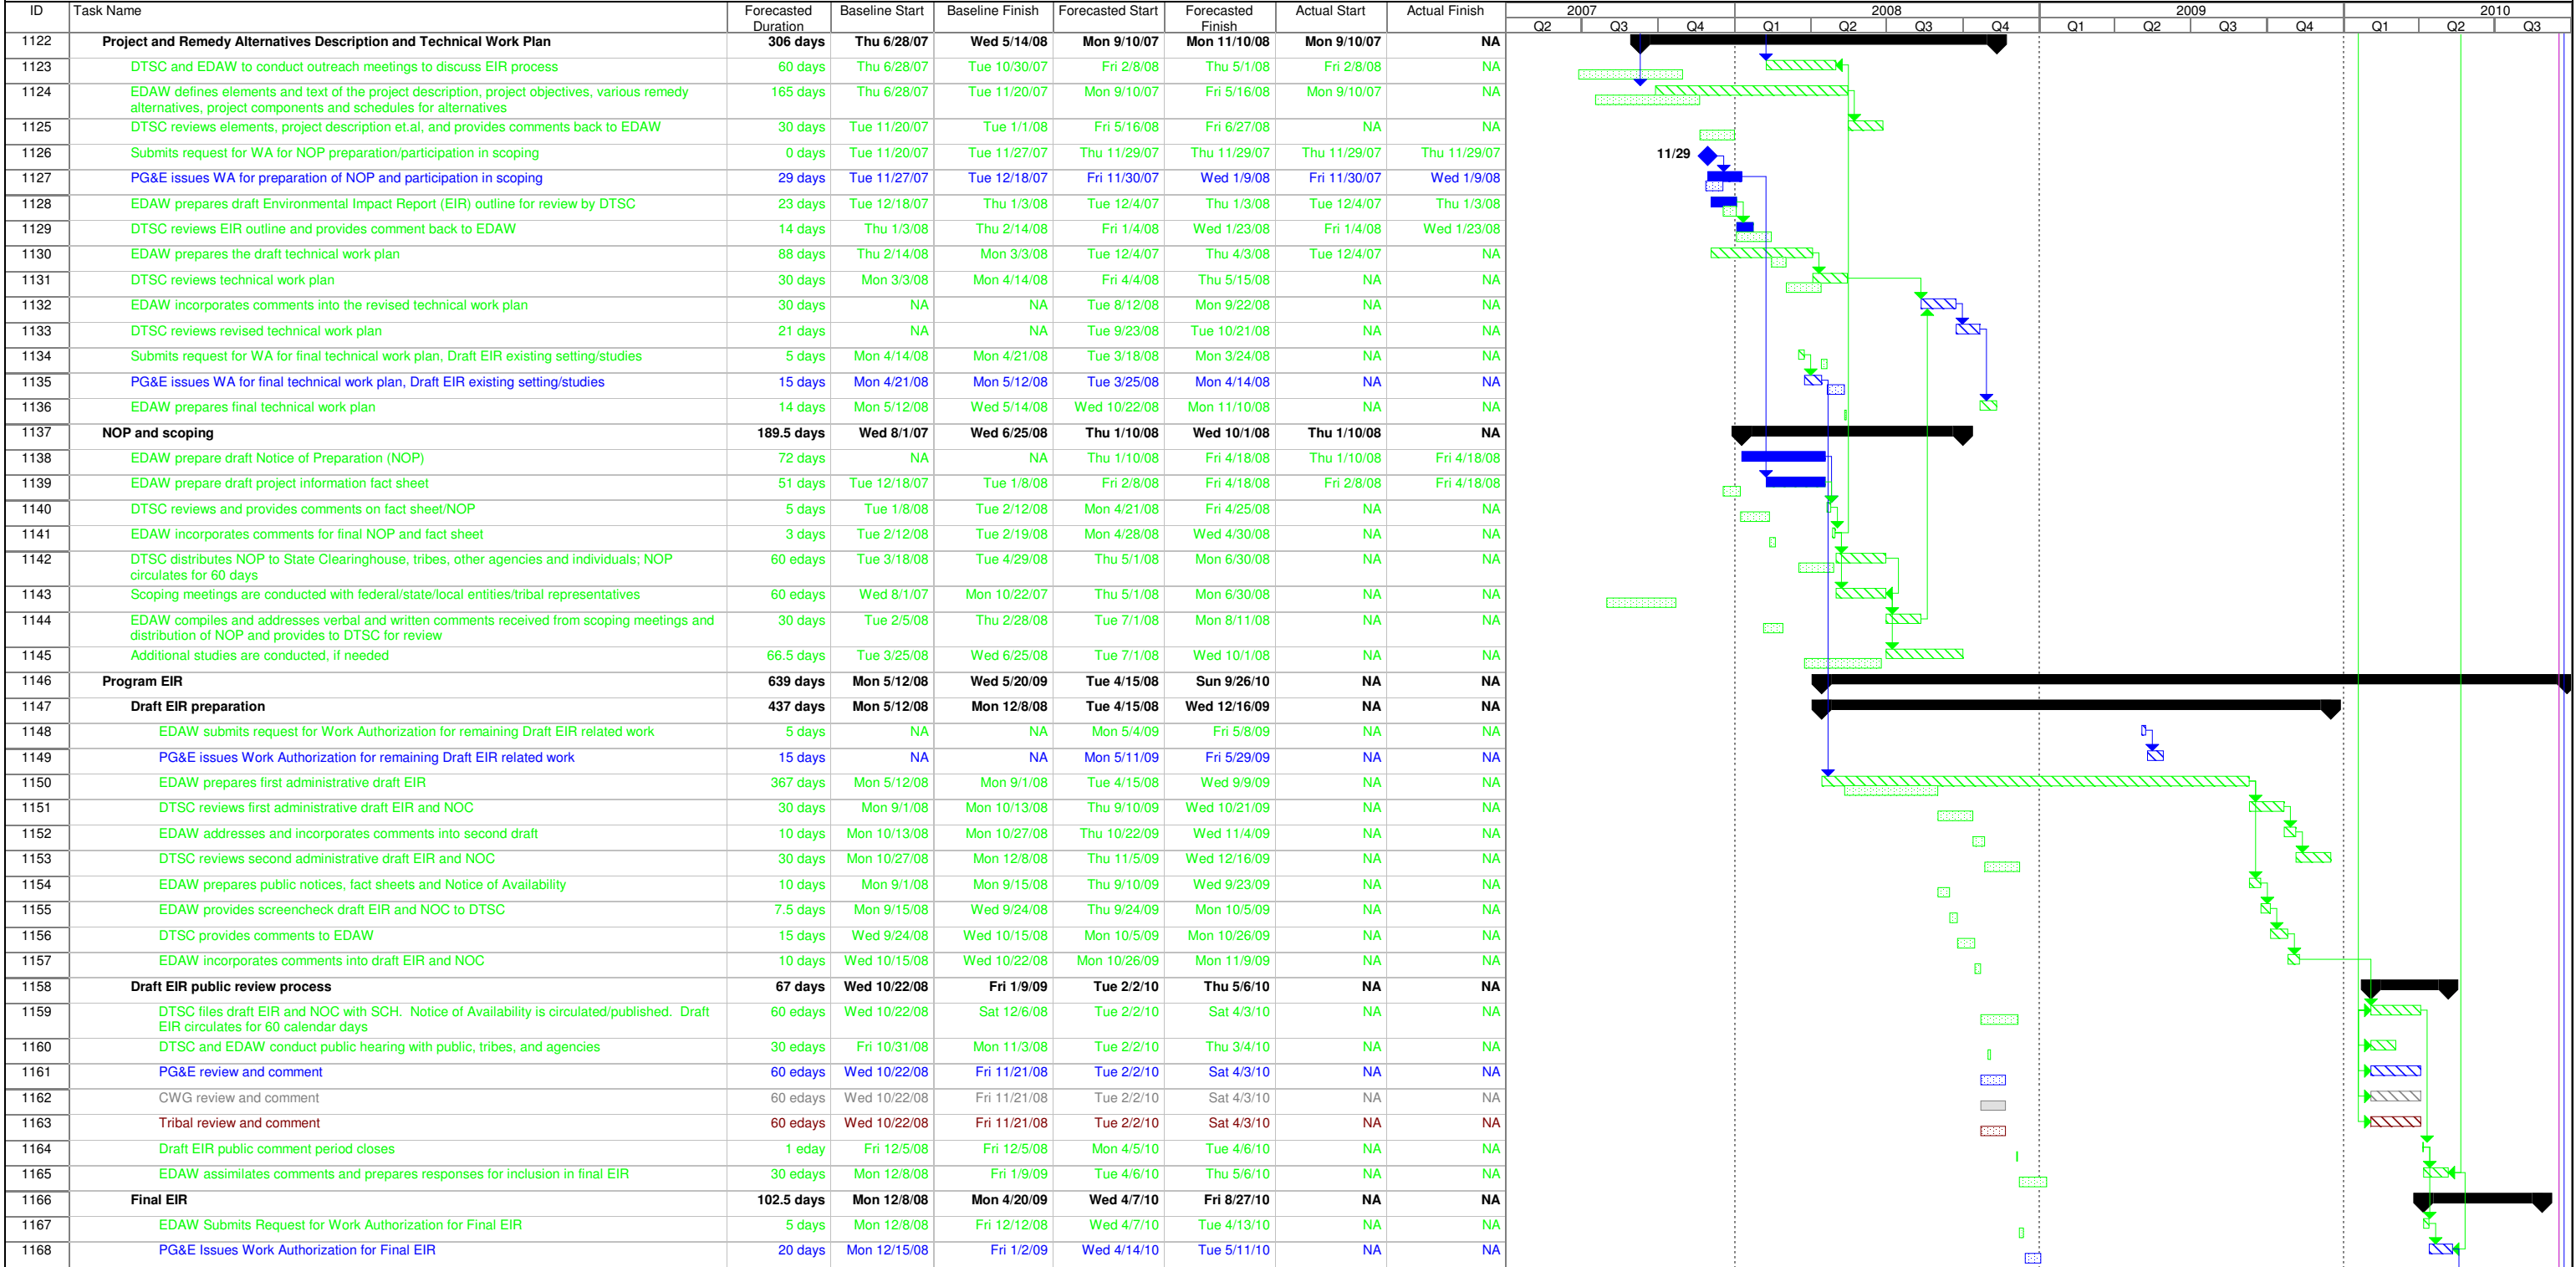 ID Task Name Forecasted Duration Baseline Start Baseline Finish Forecasted Start Forecasted Finish Actual Start Actual Finish 2007 2008 2009 2010
Q2 Q3 Q4 Q1 Q2 Q3 Q4 Q1 Q2 Q3 Q4 Q1 Q2 Q3
1122 Project and Remedy Alternatives Description and Technical Work Plan 306 days Thu 6/28/07 Wed 5/14/08 Mon 9/10/07 Mon 11/10/08 Mon 9/10/07 NA
1123 DTSC and EDAW to conduct outreach meetings to discuss EIR process 60 days Thu 6/28/07 Tue 10/30/07 Fri 2/8/08 Thu 5/1/08 Fri 2/8/08 NA
1124 EDAW defines elements and text of the project description, project objectives, various remedy 165 days Thu 6/28/07 Tue 11/20/07 Mon 9/10/07 Fri 5/16/08 Mon 9/10/07 NA
alternatives, project components and schedules for alternatives
1125 DTSC reviews elements, project description et.al, and provides comments back to EDAW 30 days Tue 11/20/07 Tue 1/1/08 Fri 5/16/08 Fri 6/27/08 NA NA
1126 Submits request for WA for NOP preparation/participation in scoping 0 days Tue 11/20/07 Tue 11/27/07 Thu 11/29/07 Thu 11/29/07 Thu 11/29/07 Thu 11/29/07 11/29
1127 PG&E issues WA for preparation of NOP and participation in scoping 29 days Tue 11/27/07 Tue 12/18/07 Fri 11/30/07 Wed 1/9/08 Fri 11/30/07 Wed 1/9/08
1128 EDAW prepares draft Environmental Impact Report (EIR) outline for review by DTSC 23 days Tue 12/18/07 Thu 1/3/08 Tue 12/4/07 Thu 1/3/08 Tue 12/4/07 Thu 1/3/08
1129 DTSC reviews EIR outline and provides comment back to EDAW 14 days Thu 1/3/08 Thu 2/14/08 Fri 1/4/08 Wed 1/23/08 Fri 1/4/08 Wed 1/23/08
1130 EDAW prepares the draft technical work plan 88 days Thu 2/14/08 Mon 3/3/08 Tue 12/4/07 Thu 4/3/08 Tue 12/4/07 NA
1131 DTSC reviews technical work plan 30 days Mon 3/3/08 Mon 4/14/08 Fri 4/4/08 Thu 5/15/08 NA NA
1132 EDAW incorporates comments into the revised technical work plan 30 days NA NA Tue 8/12/08 Mon 9/22/08 NA NA
1133 DTSC reviews revised technical work plan 21 days NA NA Tue 9/23/08 Tue 10/21/08 NA NA
1134 Submits request for WA for final technical work plan, Draft EIR existing setting/studies 5 days Mon 4/14/08 Mon 4/21/08 Tue 3/18/08 Mon 3/24/08 NA NA
1135 PG&E issues WA for final technical work plan, Draft EIR existing setting/studies 15 days Mon 4/21/08 Mon 5/12/08 Tue 3/25/08 Mon 4/14/08 NA NA
1136 EDAW prepares final technical work plan 14 days Mon 5/12/08 Wed 5/14/08 Wed 10/22/08 Mon 11/10/08 NA NA
1137 NOP and scoping 189.5 days Wed 8/1/07 Wed 6/25/08 Thu 1/10/08 Wed 10/1/08 Thu 1/10/08 NA
1138 EDAW prepare draft Notice of Preparation (NOP) 72 days NA NA Thu 1/10/08 Fri 4/18/08 Thu 1/10/08 Fri 4/18/08
1139 EDAW prepare draft project information fact sheet 51 days Tue 12/18/07 Tue 1/8/08 Fri 2/8/08 Fri 4/18/08 Fri 2/8/08 Fri 4/18/08
1140 DTSC reviews and provides comments on fact sheet/NOP 5 days Tue 1/8/08 Tue 2/12/08 Mon 4/21/08 Fri 4/25/08 NA NA
1141 EDAW incorporates comments for final NOP and fact sheet 3 days Tue 2/12/08 Tue 2/19/08 Mon 4/28/08 Wed 4/30/08 NA NA
1142 DTSC distributes NOP to State Clearinghouse, tribes, other agencies and individuals; NOP 60 edays Tue 3/18/08 Tue 4/29/08 Thu 5/1/08 Mon 6/30/08 NA NA
circulates for 60 days
1143 Scoping meetings are conducted with federal/state/local entities/tribal representatives 60 edays Wed 8/1/07 Mon 10/22/07 Thu 5/1/08 Mon 6/30/08 NA NA
1144 EDAW compiles and addresses verbal and written comments received from scoping meetings and 30 days Tue 2/5/08 Thu 2/28/08 Tue 7/1/08 Mon 8/11/08 NA NA
distribution of NOP and provides to DTSC for review
1145 Additional studies are conducted, if needed 66.5 days Tue 3/25/08 Wed 6/25/08 Tue 7/1/08 Wed 10/1/08 NA NA
1146 Program EIR 639 days Mon 5/12/08 Wed 5/20/09 Tue 4/15/08 Sun 9/26/10 NA NA
1147 Draft EIR preparation 437 days Mon 5/12/08 Mon 12/8/08 Tue 4/15/08 Wed 12/16/09 NA NA
1148 EDAW submits request for Work Authorization for remaining Draft EIR related work 5 days NA NA Mon 5/4/09 Fri 5/8/09 NA NA
1149 PG&E issues Work Authorization for remaining Draft EIR related work 15 days NA NA Mon 5/11/09 Fri 5/29/09 NA NA
1150 EDAW prepares first administrative draft EIR 367 days Mon 5/12/08 Mon 9/1/08 Tue 4/15/08 Wed 9/9/09 NA NA
1151 DTSC reviews first administrative draft EIR and NOC 30 days Mon 9/1/08 Mon 10/13/08 Thu 9/10/09 Wed 10/21/09 NA NA
1152 EDAW addresses and incorporates comments into second draft 10 days Mon 10/13/08 Mon 10/27/08 Thu 10/22/09 Wed 11/4/09 NA NA
1153 DTSC reviews second administrative draft EIR and NOC 30 days Mon 10/27/08 Mon 12/8/08 Thu 11/5/09 Wed 12/16/09 NA NA
1154 EDAW prepares public notices, fact sheets and Notice of Availability 10 days Mon 9/1/08 Mon 9/15/08 Thu 9/10/09 Wed 9/23/09 NA NA
1155 EDAW provides screencheck draft EIR and NOC to DTSC 7.5 days Mon 9/15/08 Wed 9/24/08 Thu 9/24/09 Mon 10/5/09 NA NA
1156 DTSC provides comments to EDAW 15 days Wed 9/24/08 Wed 10/15/08 Mon 10/5/09 Mon 10/26/09 NA NA
1157 EDAW incorporates comments into draft EIR and NOC 10 days Wed 10/15/08 Wed 10/22/08 Mon 10/26/09 Mon 11/9/09 NA NA
1158 Draft EIR public review process 67 days Wed 10/22/08 Fri 1/9/09 Tue 2/2/10 Thu 5/6/10 NA NA
1159 DTSC files draft EIR and NOC with SCH. Notice of Availability is circulated/published. Draft 60 edays Wed 10/22/08 Sat 12/6/08 Tue 2/2/10 Sat 4/3/10 NA NA
EIR circulates for 60 calendar days
1160 DTSC and EDAW conduct public hearing with public, tribes, and agencies 30 edays Fri 10/31/08 Mon 11/3/08 Tue 2/2/10 Thu 3/4/10 NA NA
1161 PG&E review and comment 60 edays Wed 10/22/08 Fri 11/21/08 Tue 2/2/10 Sat 4/3/10 NA NA
1162 CWG review and comment 60 edays Wed 10/22/08 Fri 11/21/08 Tue 2/2/10 Sat 4/3/10 NA NA
1163 Tribal review and comment 60 edays Wed 10/22/08 Fri 11/21/08 Tue 2/2/10 Sat 4/3/10 NA NA
1164 Draft EIR public comment period closes 1 eday Fri 12/5/08 Fri 12/5/08 Mon 4/5/10 Tue 4/6/10 NA NA
1165 EDAW assimilates comments and prepares responses for inclusion in final EIR 30 edays Mon 12/8/08 Fri 1/9/09 Tue 4/6/10 Thu 5/6/10 NA NA
1166 Final EIR 102.5 days Mon 12/8/08 Mon 4/20/09 Wed 4/7/10 Fri 8/27/10 NA NA
1167 EDAW Submits Request for Work Authorization for Final EIR 5 days Mon 12/8/08 Fri 12/12/08 Wed 4/7/10 Tue 4/13/10 NA NA
1168 PG&E Issues Work Authorization for Final EIR 20 days Mon 12/15/08 Fri 1/2/09 Wed 4/14/10 Tue 5/11/10 NA NA